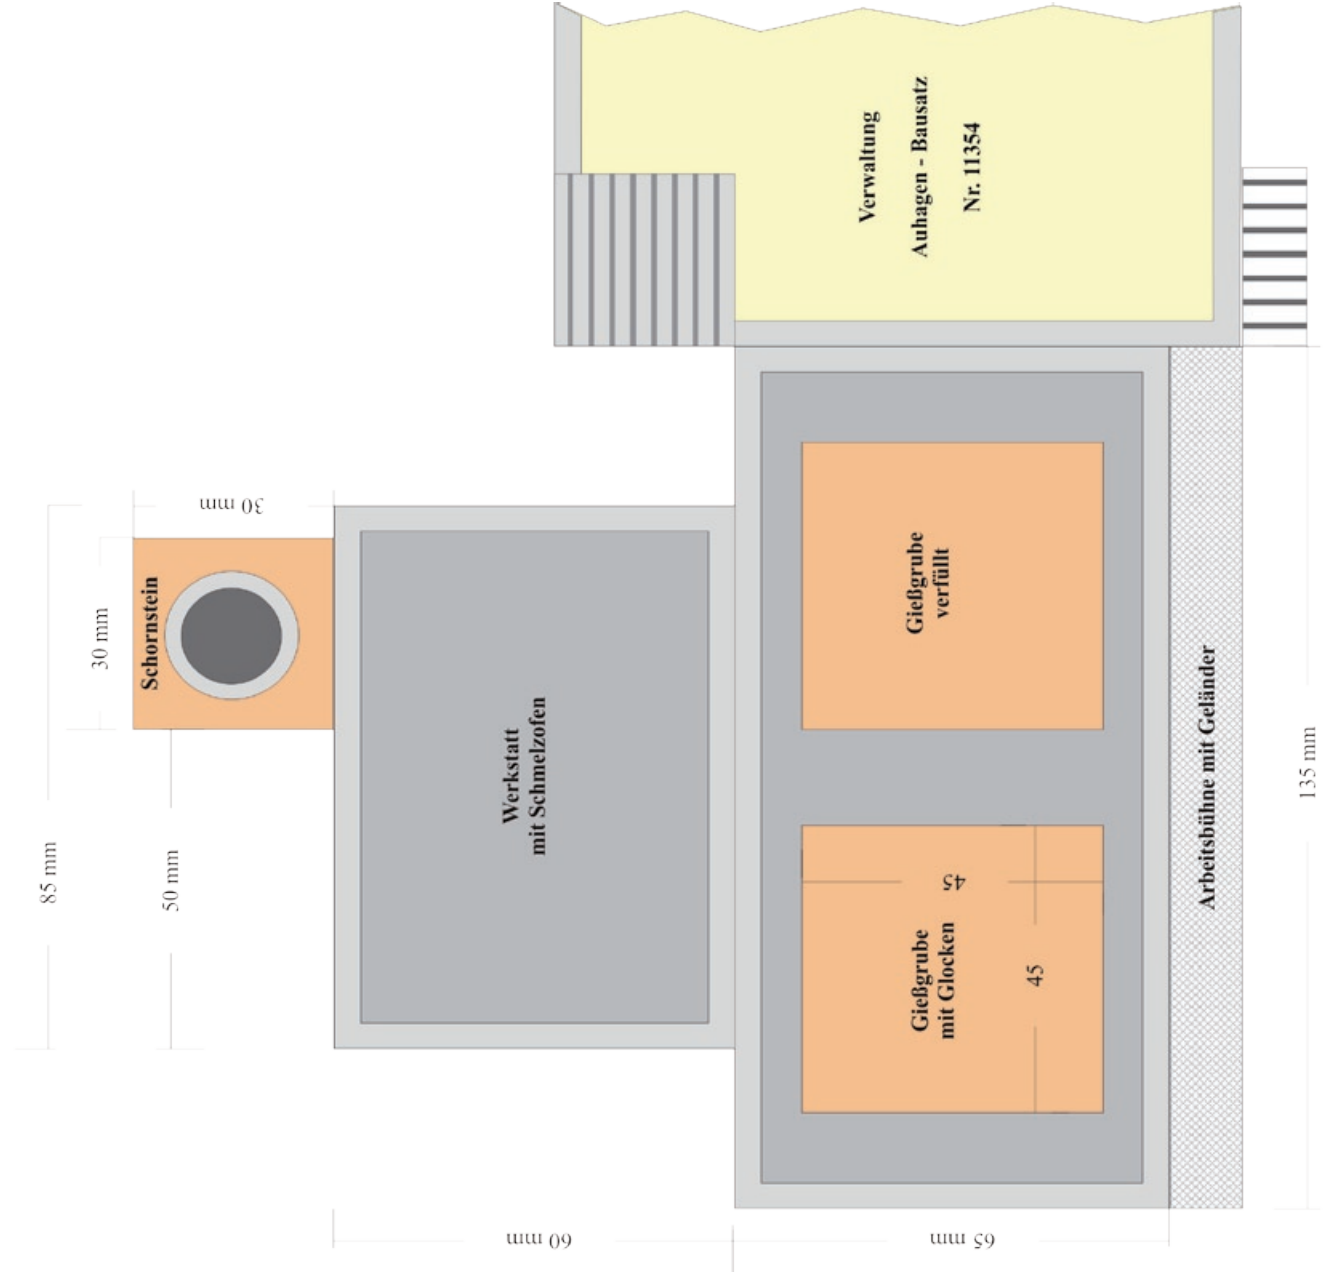 Verwaltung
Auhagen - Bausatz
Nr. 11354
30 mm
Schornstein
30 mm
85 mm
50 mm
Werkstatt
mit Schmelzofen
Gießgrube
verfüllt
Gießgrube
mit Glocken
45
45
Arbeitsbühne mit Geländer
135 mm
60 mm
65 mm